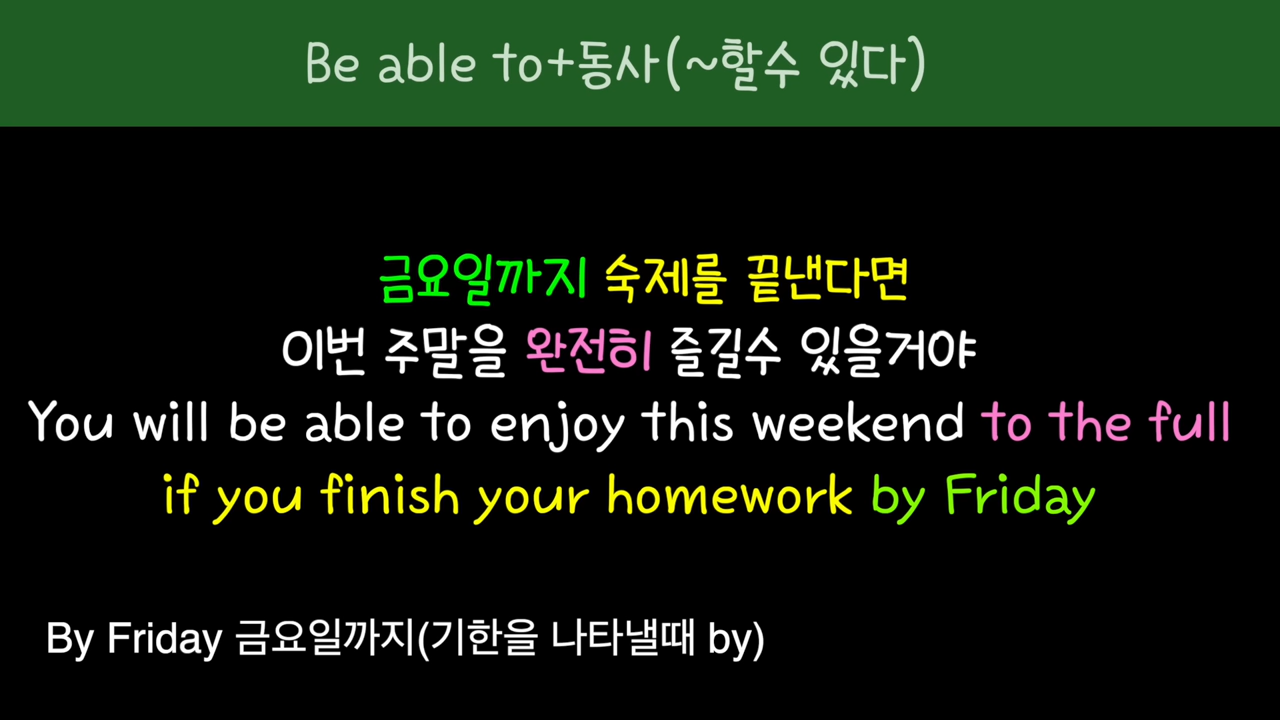 Be able to+동사(~할수 있다)
금요일까지 숙제를 끝낸다면
이번 주말을 완전히 즐길수 있을거야
You will be able to enjoy this weekend to the full
if you finish your homework by Friday
By Friday 금요일까지(기한을 나타낼때 by)